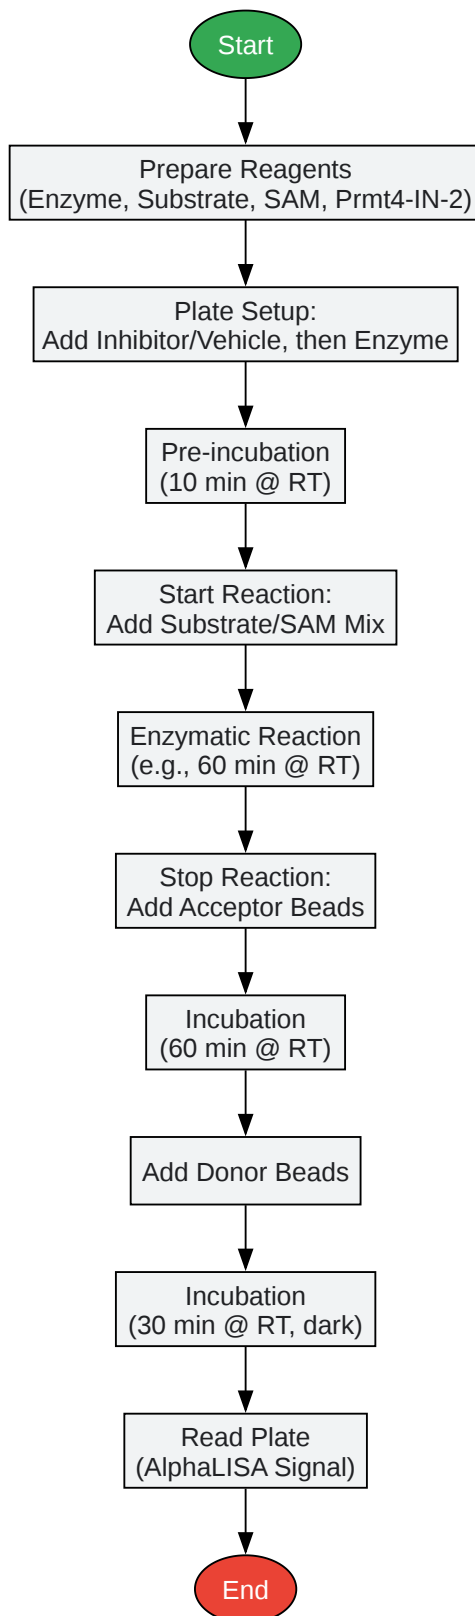 Start
Prepare Reagents
(Enzyme, Substrate, SAM, Prmt4-IN-2)
Plate Setup:
Add Inhibitor/Vehicle, then Enzyme
Pre-incubation
(10 min @ RT)
Start Reaction:
Add Substrate/SAM Mix
Enzymatic Reaction
(e.g., 60 min @ RT)
Stop Reaction:
Add Acceptor Beads
Incubation
(60 min @ RT)
Add Donor Beads
Incubation
(30 min @ RT, dark)
Read Plate
(AlphaLISA Signal)
End